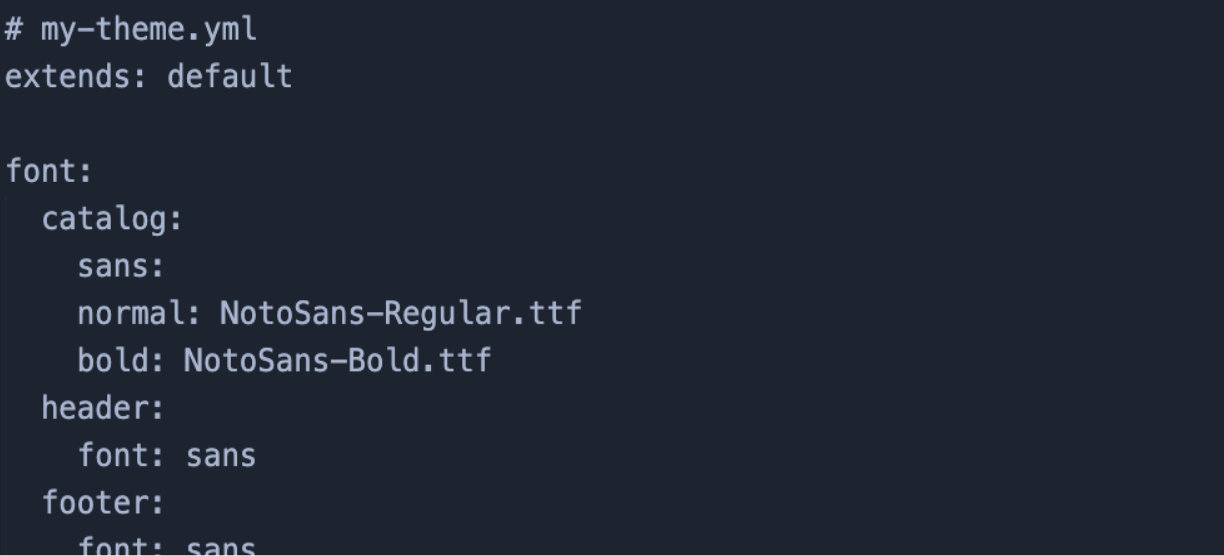 # my-theme.yml
extends: default
font:
catalog:
sans:
normal: NotoSans-Regular.ttf
bold: NotoSans-Bold.ttf
header:
font: sans
footer:
font: sans